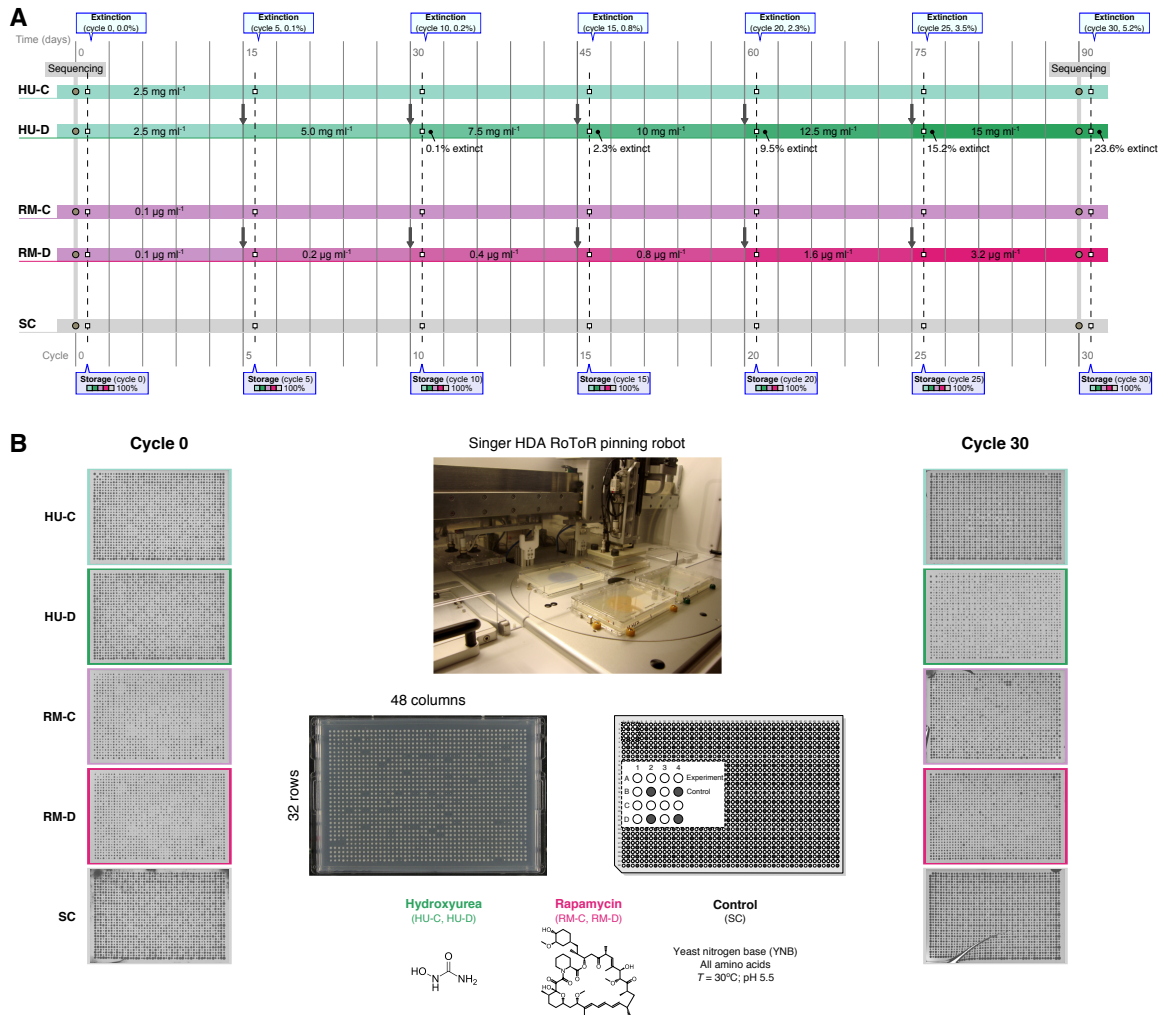 A
Extinction
(cycle 0, 0.0%)
Extinction
(cycle 5, 0.1%)
Extinction
(cycle 10, 0.2%)
Extinction
(cycle 15, 0.8%)
Extinction
(cycle 20, 2.3%)
Extinction
(cycle 25, 3.5%)
Extinction
(cycle 30, 5.2%)
Time (days)
0 15 30 45 60 75 90
Sequencing Sequencing
HU-C 2.5 mg ml⁻¹
HU-D 2.5 mg ml⁻¹ 5.0 mg ml⁻¹ 7.5 mg ml⁻¹ 10 mg ml⁻¹ 12.5 mg ml⁻¹ 15 mg ml⁻¹
0.1% extinct 2.3% extinct 9.5% extinct 15.2% extinct 23.6% extinct
RM-C 0.1 µg ml⁻¹
RM-D 0.1 µg ml⁻¹ 0.2 µg ml⁻¹ 0.4 µg ml⁻¹ 0.8 µg ml⁻¹ 1.6 µg ml⁻¹ 3.2 µg ml⁻¹
SC
Cycle 0 5 10 15 20 25 30
Storage (cycle 0)
100%
Storage (cycle 5)
100%
Storage (cycle 10)
100%
Storage (cycle 15)
100%
Storage (cycle 20)
100%
Storage (cycle 25)
100%
Storage (cycle 30)
100%
B
Cycle 0
Singer HDA RoToR pinning robot
Cycle 30
HU-C
HU-D
RM-C
RM-D
SC
48 columns
32 rows
1 2 3 4
A Experiment
B Control
C
D
Hydroxyurea
(HU-C, HU-D)
HO
N
H
O
NH₂
Rapamycin
(RM-C, RM-D)
Control
(SC)
Yeast nitrogen base (YNB)
All amino acids
T = 30°C; pH 5.5